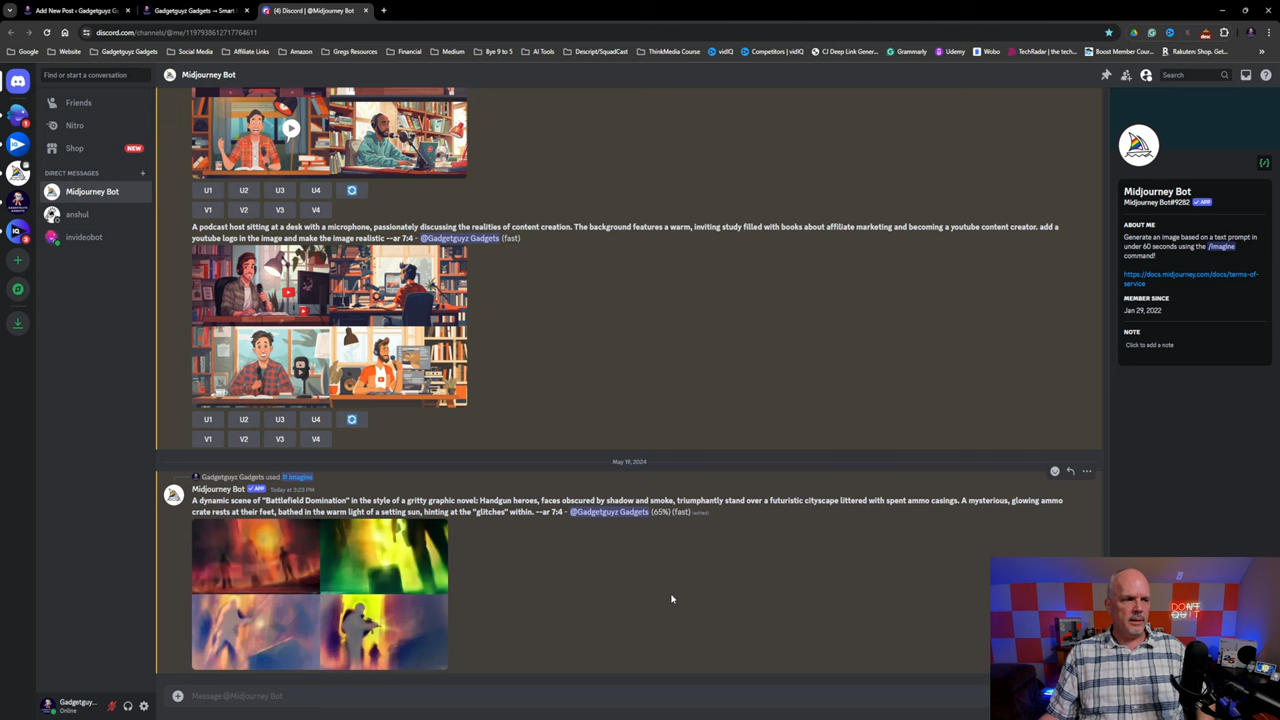 Add New Post ‹ Gadgetguyz Gad
Gadgetguyz Gadgets → Smart
(4) Discord | @Midjourney Bot
discord.com/channels/@me/1197938612017764611
Google
Website
Gadgetguyz Gadgets
Social Media
Affiliate Links
Amazon
Gregs Resources
Financial
Medium
Bye 9 to 5
AI Tools
Descript/SquadCast
ThinkMedia Course
vidIQ
Competitors | vidIQ
CJ Deep Link Gener...
Grammarly
Udemy
Wobo
TechRadar | the tech...
Boost Member Cour...
Rakuten: Shop. Get...
Find or start a conversation
Midjourney Bot
Search
Friends
Nitro
Shop
NEW
DIRECT MESSAGES
Midjourney Bot
anshul
invideobot
U1 U2 U3 U4
V1 V2 V3 V4
A podcast host sitting at a desk with a microphone, passionately discussing the realities of content creation. The background features a warm, inviting study filled with books about affiliate marketing and becoming a youtube content creator. add a
youtube logo in the image and make the image realistic --ar 7:4 - @Gadgetguyz Gadgets (fast)
U1 U2 U3 U4
V1 V2 V3 V4
May 19, 2024
Gadgetguyz Gadgets used imagine
Midjourney Bot ✓ APP Today at 3:23 PM
A dynamic scene of "Battlefield Domination" in the style of a gritty graphic novel: Handgun heroes, faces obscured by shadow and smoke, triumphantly stand over a futuristic cityscape littered with spent ammo casings. A mysterious, glowing ammo
crate rests at their feet, bathed in the warm light of a setting sun, hinting at the "glitches" within. --ar 7:4 - @Gadgetguyz Gadgets (65%) (fast) (edited)
Message @Midjourney Bot
Gadgetguy...
Online
Midjourney Bot
Midjourney Bot#9282 ✓ APP
ABOUT ME
Generate an image based on a text prompt in
under 60 seconds using the /imagine
command!
https://docs.midjourney.com/docs/terms-of-
service
MEMBER SINCE
Jan 29, 2022
NOTE
Click to add a note
DON'T
QUIT